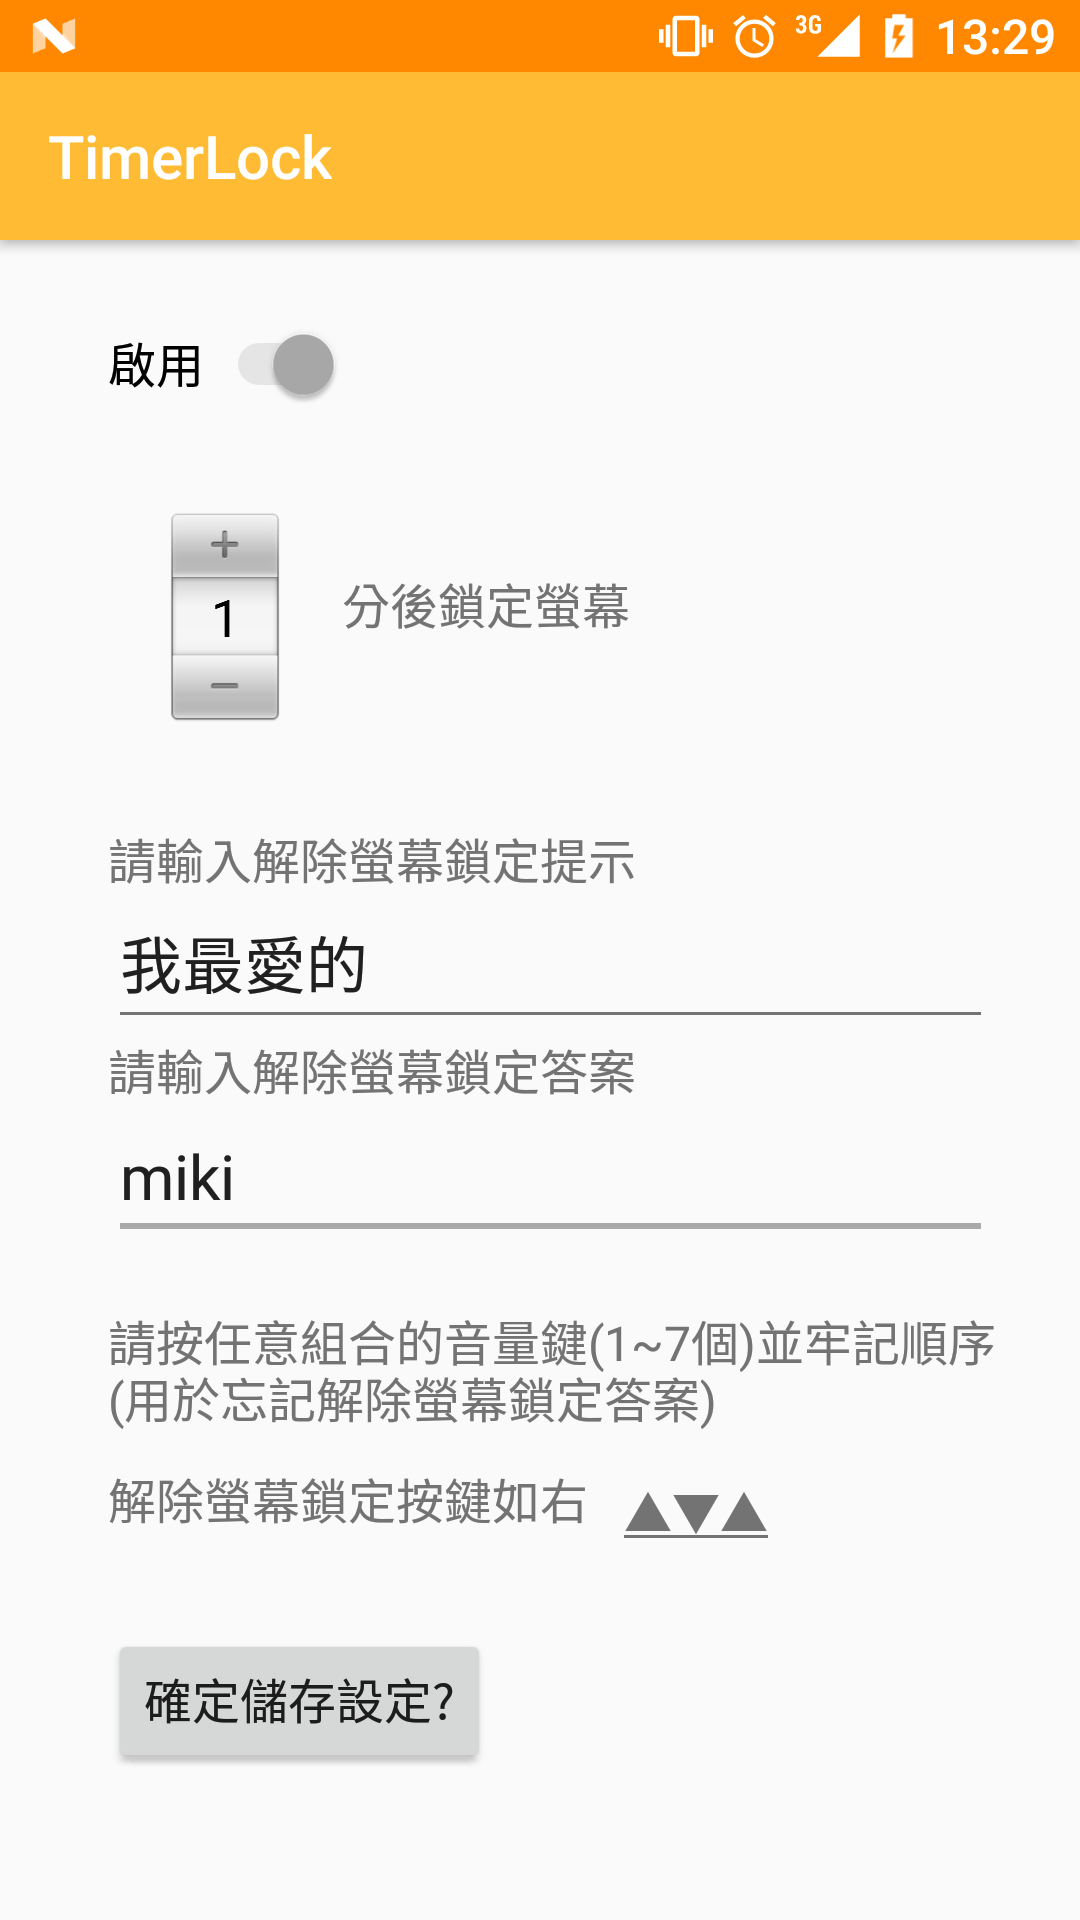 3G 13:29
TimerLock
啟用
+
1
分後鎖定螢幕
−
請輸入解除螢幕鎖定提示
我最愛的
請輸入解除螢幕鎖定答案
miki
請按任意組合的音量鍵(1~7個)並牢記順序
(用於忘記解除螢幕鎖定答案)
解除螢幕鎖定按鍵如右 ▲▼▲
確定儲存設定?